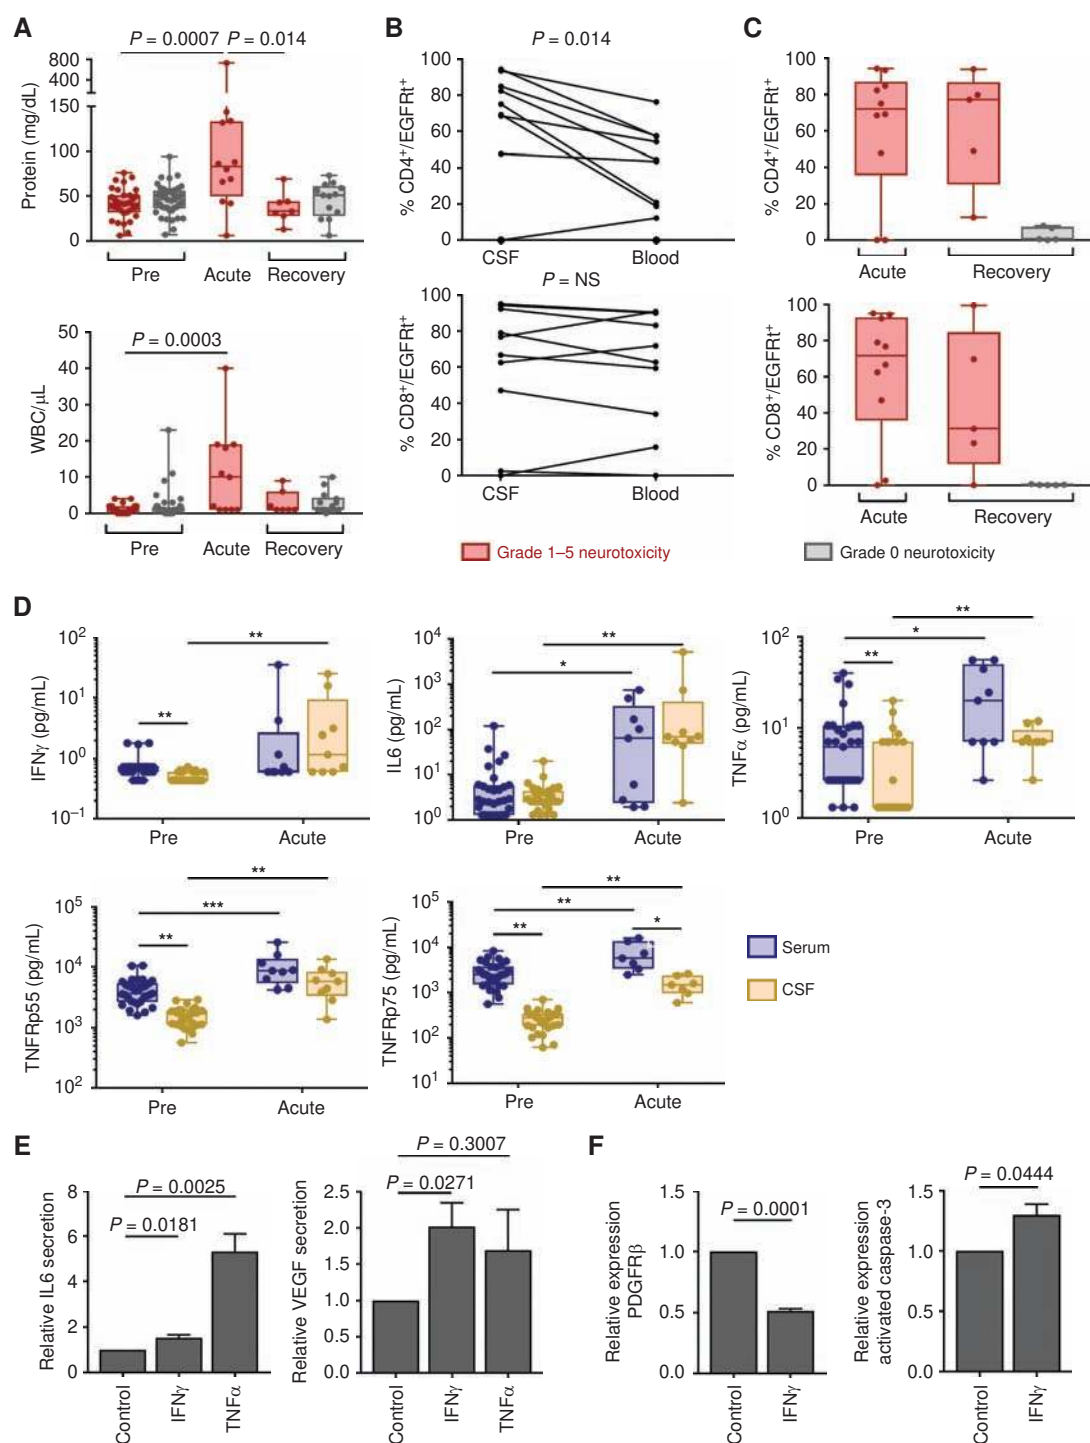 A
P = 0.0007
P = 0.014
Protein (mg/dL)
800
400
150
100
50
0
Pre
Acute
Recovery
P = 0.0003
WBC/μL
50
40
30
20
10
0
Pre
Acute
Recovery
B
P = 0.014
% CD4+/EGFRt+
100
80
60
40
20
0
CSF
Blood
P = NS
% CD8+/EGFRt+
100
80
60
40
20
0
CSF
Blood
C
% CD4+/EGFRt+
100
80
60
40
20
0
Acute
Recovery
% CD8+/EGFRt+
100
80
60
40
20
0
Acute
Recovery
Grade 1–5 neurotoxicity
Grade 0 neurotoxicity
D
IFNγ (pg/mL)
10²
10¹
10⁰
10⁻¹
**
**
Pre
Acute
IL6 (pg/mL)
10⁴
10³
10²
10¹
10⁰
**
*
Pre
Acute
TNFα (pg/mL)
10²
10¹
10⁰
**
*
**
Pre
Acute
TNFRp55 (pg/mL)
10⁵
10⁴
10³
10²
**
***
**
Pre
Acute
TNFRp75 (pg/mL)
10⁵
10⁴
10³
10²
10¹
**
**
**
*
Pre
Acute
Serum
CSF
E
Relative IL6 secretion
8
6
4
2
0
P = 0.0025
P = 0.0181
Control
IFNγ
TNFα
Relative VEGF secretion
2.5
2.0
1.5
1.0
0.5
0.0
P = 0.3007
P = 0.0271
Control
IFNγ
TNFα
F
Relative expression
PDGFRβ
1.5
1.0
0.5
0.0
P = 0.0001
Control
IFNγ
Relative expression
activated caspase-3
1.5
1.0
0.5
0.0
P = 0.0444
Control
IFNγ